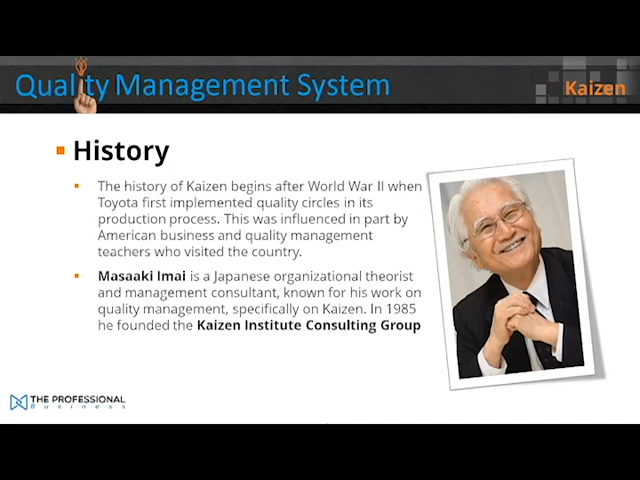 Quality Management System
Kaizen
History
The history of Kaizen begins after World War II when
Toyota first implemented quality circles in its
production process. This was influenced in part by
American business and quality management
teachers who visited the country.
Masaaki Imai is a Japanese organizational theorist
and management consultant, known for his work on
quality management, specifically on Kaizen. In 1985
he founded the Kaizen Institute Consulting Group
THE PROFESSIONAL
Business